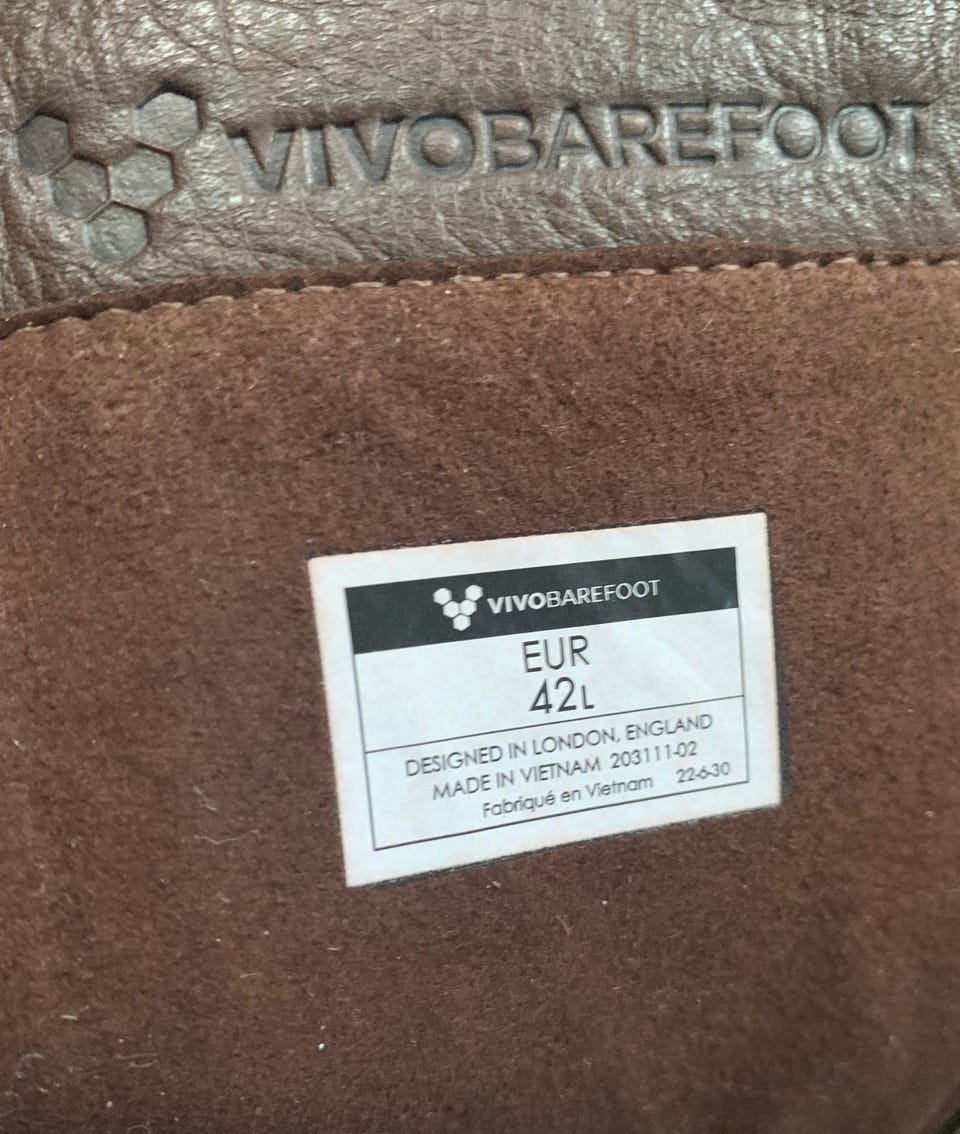 VIVOBAREFOOT
VIVOBAREFOOT
EUR
42L
DESIGNED IN LONDON, ENGLAND
MADE IN VIETNAM 203111-02
Fabriqué en Vietnam 22-6-30